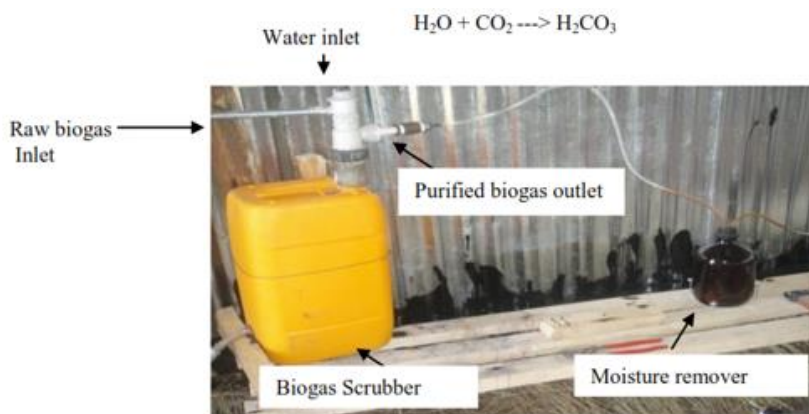 H₂O + CO₂ ---> H₂CO₃
Water inlet
Raw biogas
Inlet
Purified biogas outlet
Biogas Scrubber
Moisture remover